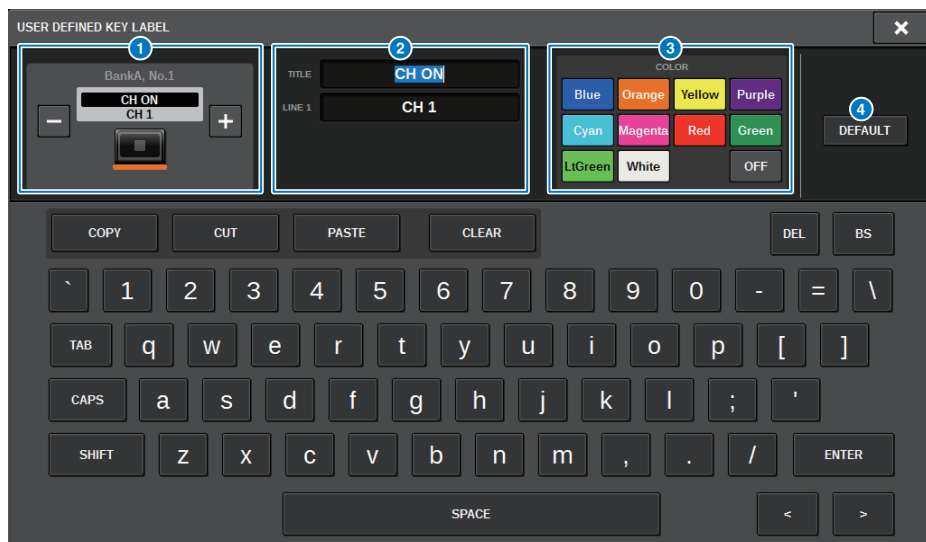 USER DEFINED KEY LABEL ×
1 2 3
BankA, No.1
CH ON
CH 1
− +
TITLE CH ON
LINE 1 CH 1
COLOR
Blue Orange Yellow Purple
Cyan Magenta Red Green
LtGreen White OFF
4
DEFAULT
COPY CUT PASTE CLEAR DEL BS
` 1 2 3 4 5 6 7 8 9 0 - = \
TAB q w e r t y u i o p [ ]
CAPS a s d f g h j k l ; '
SHIFT z x c v b n m , . / ENTER
SPACE < >